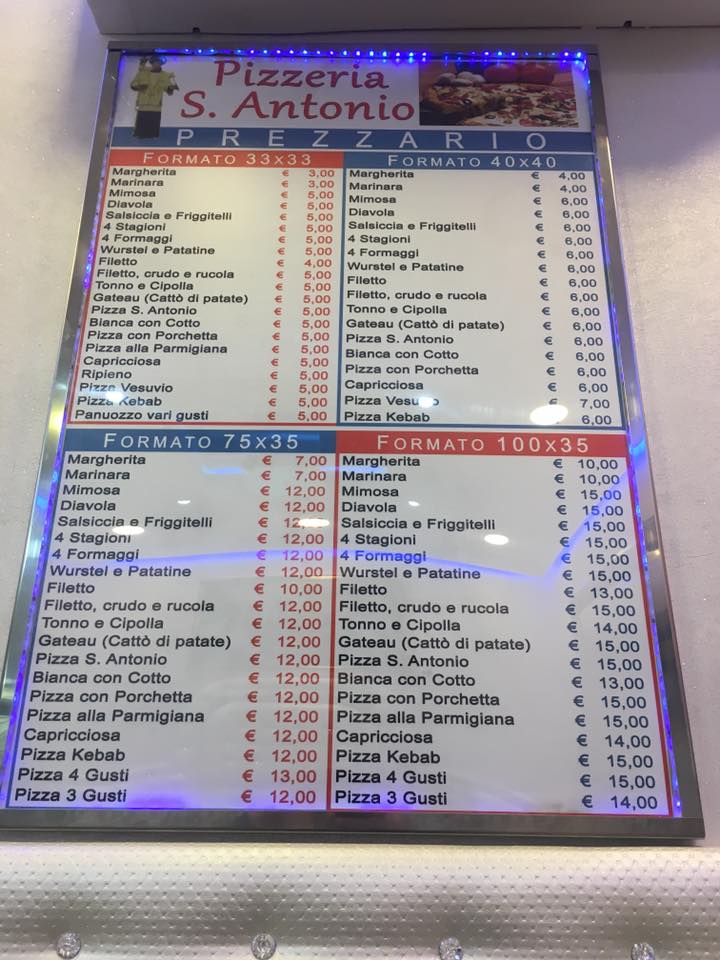 Pizzeria
S. Antonio
PREZZARIO
FORMATO 33x33
Margherita € 3,00
Marinara € 3,00
Mimosa € 5,00
Diavola € 5,00
Salsiccia e Friggitelli € 5,00
4 Stagioni € 5,00
4 Formaggi € 5,00
Wurstel e Patatine € 5,00
Filetto € 4,00
Filetto, crudo e rucola € 5,00
Tonno e Cipolla € 5,00
Gateau (Cattò di patate) € 5,00
Pizza S. Antonio € 5,00
Bianca con Cotto € 5,00
Pizza con Porchetta € 5,00
Pizza alla Parmigiana € 5,00
Capricciosa € 5,00
Ripieno € 5,00
Pizza Vesuvio € 5,00
Pizza Kebab € 5,00
Panuozzo vari gusti € 5,00
FORMATO 40x40
Margherita € 4,00
Marinara € 4,00
Mimosa € 6,00
Diavola € 6,00
Salsiccia e Friggitelli € 6,00
4 Stagioni € 6,00
4 Formaggi € 6,00
Wurstel e Patatine € 6,00
Filetto € 6,00
Filetto, crudo e rucola € 6,00
Tonno e Cipolla € 6,00
Gateau (Cattò di patate) € 6,00
Pizza S. Antonio € 6,00
Bianca con Cotto € 6,00
Pizza con Porchetta € 6,00
Capricciosa € 6,00
Pizza Vesuvio € 7,00
Pizza Kebab € 6,00
FORMATO 75x35
Margherita € 7,00
Marinara € 7,00
Mimosa € 12,00
Diavola € 12,00
Salsiccia e Friggitelli € 12,00
4 Stagioni € 12,00
4 Formaggi € 12,00
Wurstel e Patatine € 12,00
Filetto € 10,00
Filetto, crudo e rucola € 12,00
Tonno e Cipolla € 12,00
Gateau (Cattò di patate) € 12,00
Pizza S. Antonio € 12,00
Bianca con Cotto € 12,00
Pizza con Porchetta € 12,00
Pizza alla Parmigiana € 12,00
Capricciosa € 12,00
Pizza Kebab € 12,00
Pizza 4 Gusti € 13,00
Pizza 3 Gusti € 12,00
FORMATO 100x35
Margherita € 10,00
Marinara € 10,00
Mimosa € 15,00
Diavola € 15,00
Salsiccia e Friggitelli € 15,00
4 Stagioni € 15,00
4 Formaggi € 15,00
Wurstel e Patatine € 15,00
Filetto € 13,00
Filetto, crudo e rucola € 15,00
Tonno e Cipolla € 14,00
Gateau (Cattò di patate) € 15,00
Pizza S. Antonio € 15,00
Bianca con Cotto € 13,00
Pizza con Porchetta € 15,00
Pizza alla Parmigiana € 15,00
Capricciosa € 14,00
Pizza Kebab € 15,00
Pizza 4 Gusti € 15,00
Pizza 3 Gusti € 14,00